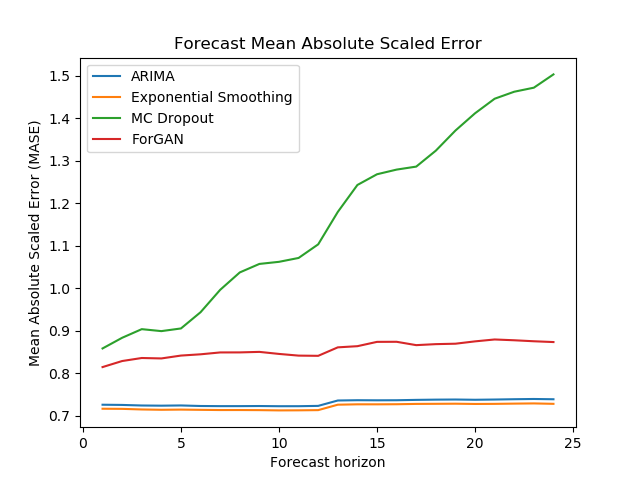 Forecast Mean Absolute Scaled Error
ARIMA
Exponential Smoothing
MC Dropout
ForGAN
Mean Absolute Scaled Error (MASE)
1.5
1.4
1.3
1.2
1.1
1.0
0.9
0.8
0.7
0 5 10 15 20 25
Forecast horizon